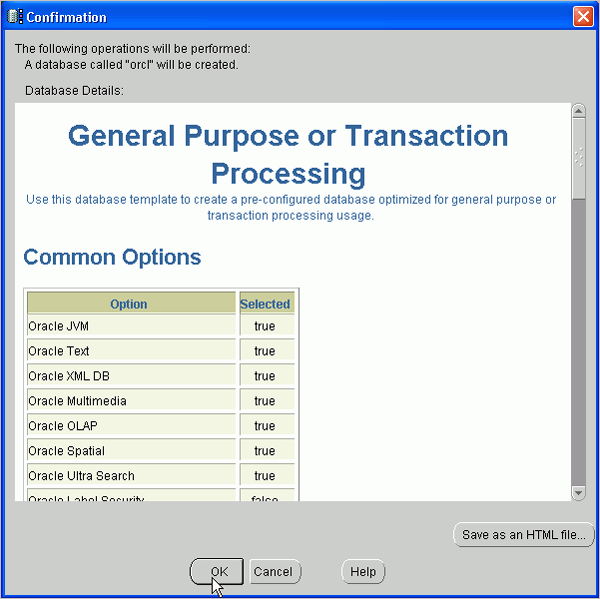 Confirmation
The following operations will be performed:
A database called "orcl" will be created.
Database Details:
General Purpose or Transaction
Processing
Use this database template to create a pre-configured database optimized for general purpose or
transaction processing usage.
Common Options
Option Selected
Oracle JVM true
Oracle Text true
Oracle XML DB true
Oracle Multimedia true
Oracle OLAP true
Oracle Spatial true
Oracle Ultra Search true
Oracle Label Security false
Save as an HTML file...
OK Cancel Help